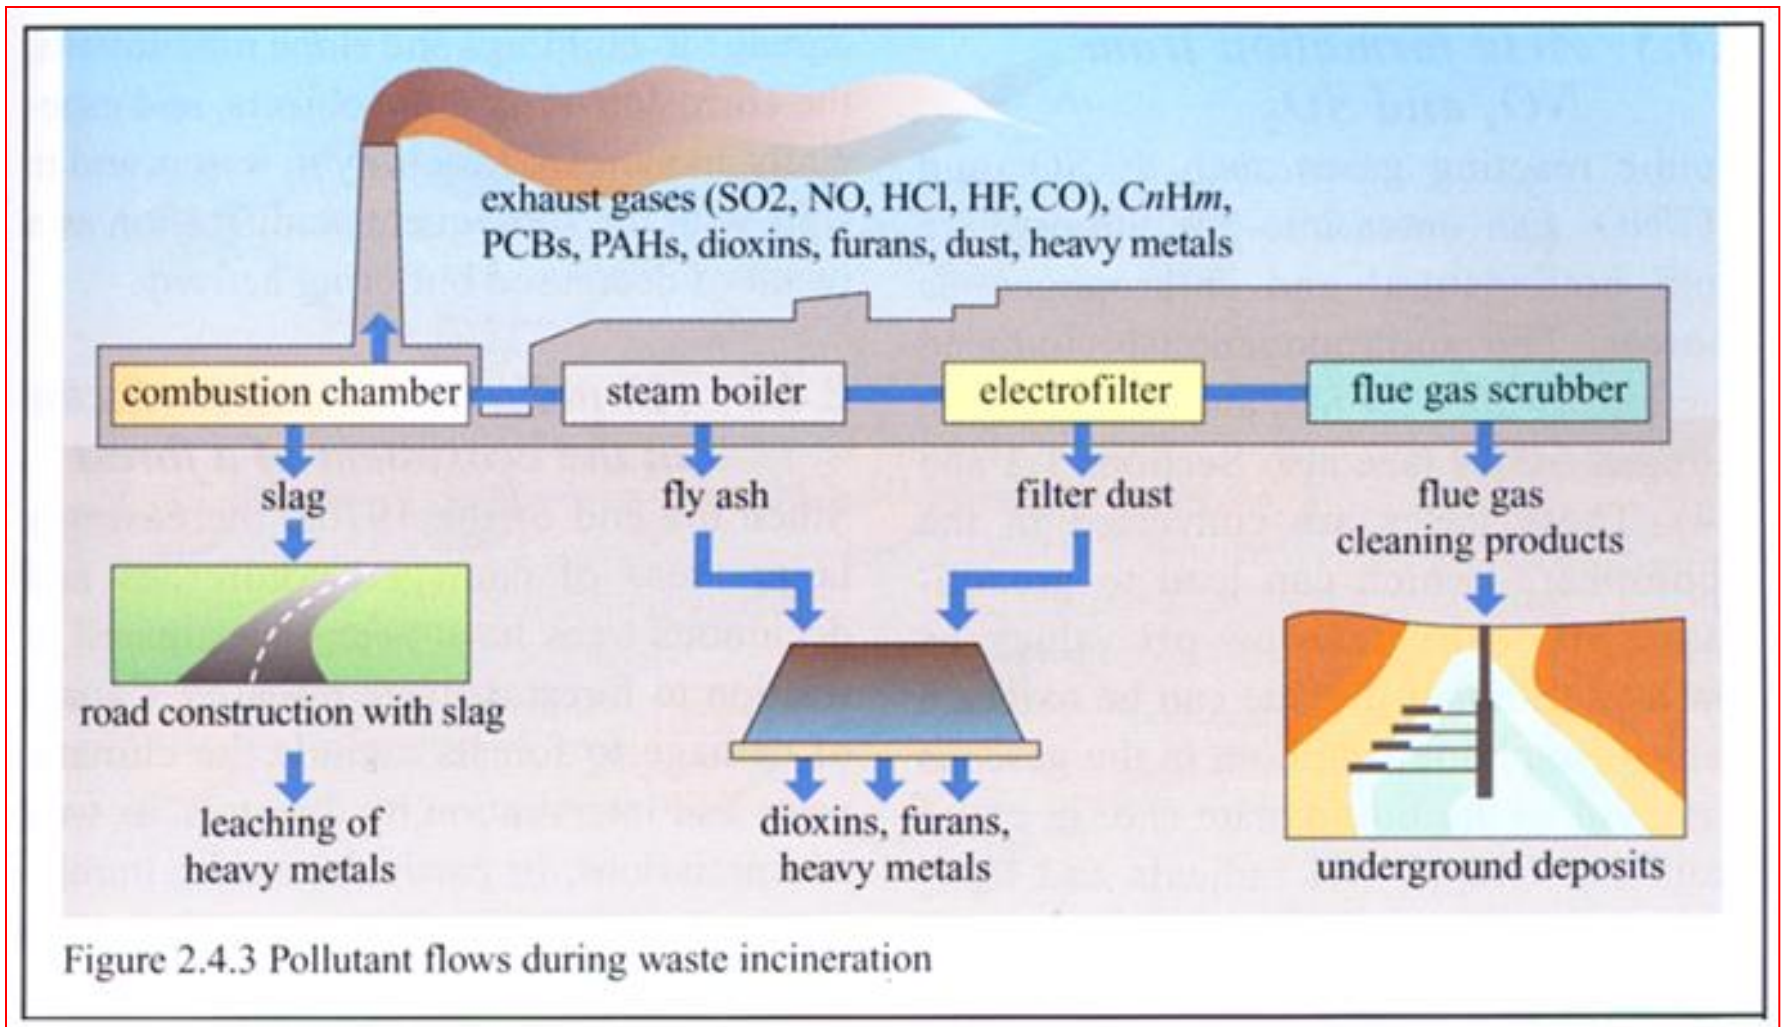 exhaust gases (SO2, NO, HCl, HF, CO), CnHm,
PCBs, PAHs, dioxins, furans, dust, heavy metals
combustion chamber
steam boiler
electrofilter
flue gas scrubber
slag
fly ash
filter dust
flue gas
cleaning products
road construction with slag
leaching of
heavy metals
dioxins, furans,
heavy metals
underground deposits
Figure 2.4.3 Pollutant flows during waste incineration